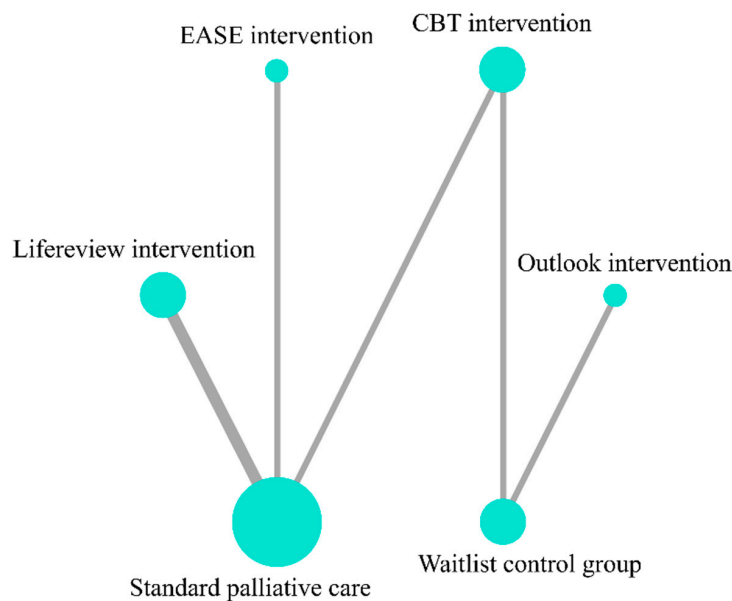 EASE intervention
CBT intervention
Lifereview intervention
Outlook intervention
Standard palliative care
Waitlist control group